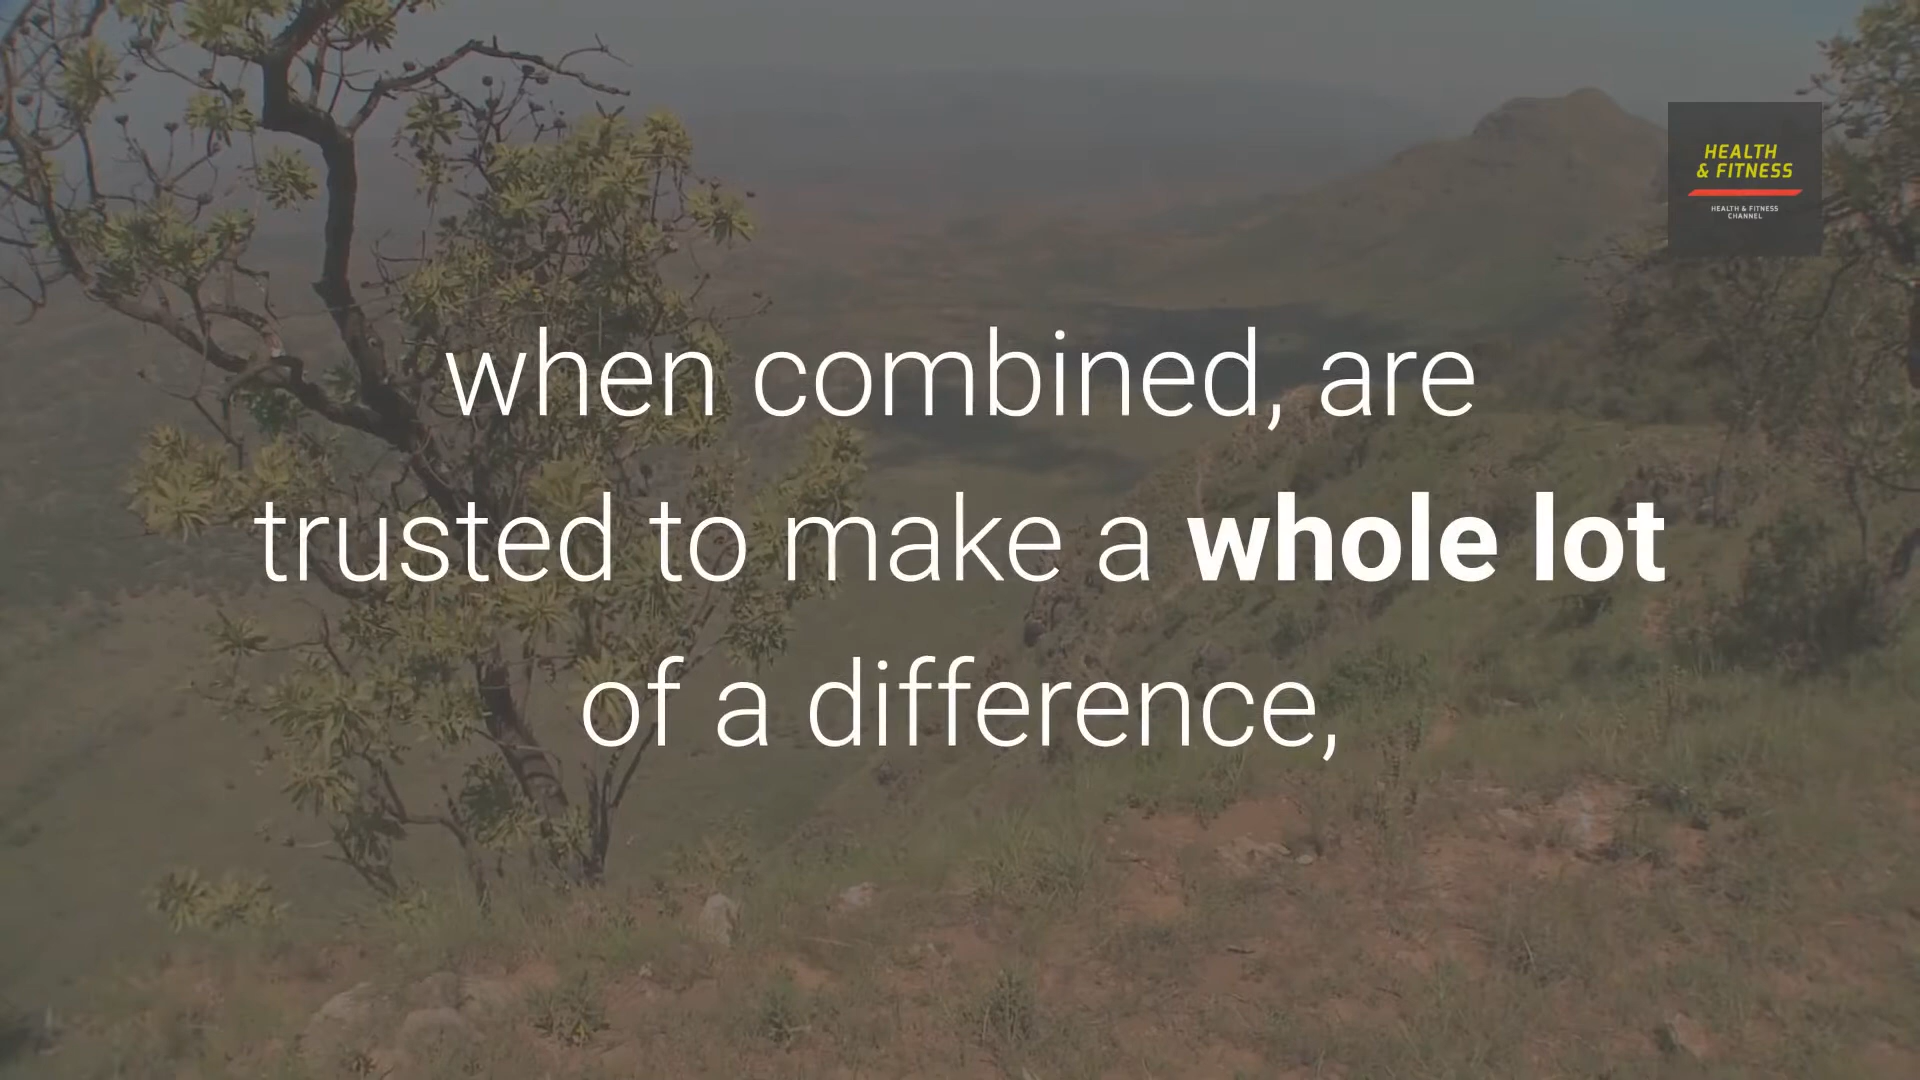 HEALTH
& FITNESS
HEALTH & FITNESS
CHANNEL
when combined, are
trusted to make a whole lot
of a difference,